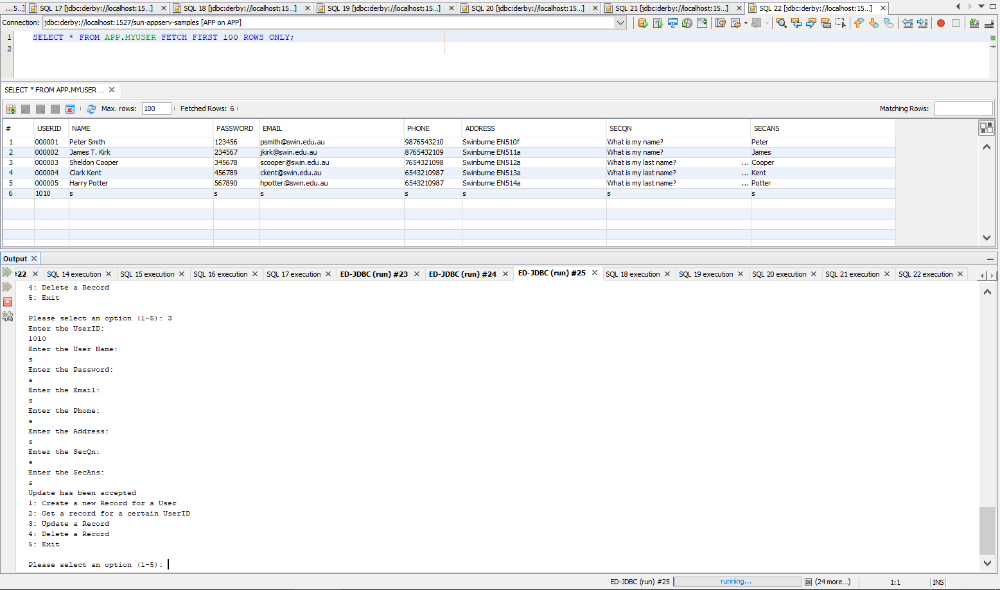 ...5...] SQL 17 [jdbc:derby://localhost:15...] SQL 18 [jdbc:derby://localhost:15...] SQL 19 [jdbc:derby://localhost:15...] SQL 20 [jdbc:derby://localhost:15...] SQL 21 [jdbc:derby://localhost:15...] SQL 22 [jdbc:derby://localhost:15...]
Connection: jdbc:derby://localhost:1527/sun-appserv-samples [APP on APP]
1 SELECT * FROM APP.MYUSER FETCH FIRST 100 ROWS ONLY;
2
SELECT * FROM APP.MYUSER ...
Max. rows: 100 Fetched Rows: 6 Matching Rows:
# USERID NAME PASSWORD EMAIL PHONE ADDRESS SECQN SECANS
1 000001 Peter Smith 123456 psmith@swin.edu.au 9876543210 Swinburne EN510f What is my name? Peter
2 000002 James T. Kirk 234567 jkirk@swin.edu.au 8765432109 Swinburne EN511a What is my name? James
3 000003 Sheldon Cooper 345678 scooper@swin.edu.au 7654321098 Swinburne EN512a What is my last name? ... Cooper
4 000004 Clark Kent 456789 ckent@swin.edu.au 6543210987 Swinburne EN513a What is my last name? ... Kent
5 000005 Harry Potter 567890 hpotter@swin.edu.au 6543210987 Swinburne EN514a What is my last name? ... Potter
6 1010 s s s s s s s
Output
#22 SQL 14 execution SQL 15 execution SQL 16 execution SQL 17 execution ED-JDBC (run) #23 ED-JDBC (run) #24 ED-JDBC (run) #25 SQL 18 execution SQL 19 execution SQL 20 execution SQL 21 execution SQL 22 execution
4: Delete a Record
5: Exit
Please select an option (1-5): 3
Enter the UserID:
1010
Enter the User Name:
s
Enter the Password:
s
Enter the Email:
s
Enter the Phone:
s
Enter the Address:
s
Enter the SecQn:
s
Enter the SecAns:
s
Update has been accepted
1: Create a new Record for a User
2: Get a record for a certain UserID
3: Update a Record
4: Delete a Record
5: Exit
Please select an option (1-5):
ED-JDBC (run) #25 running... (24 more...) 1:1 INS